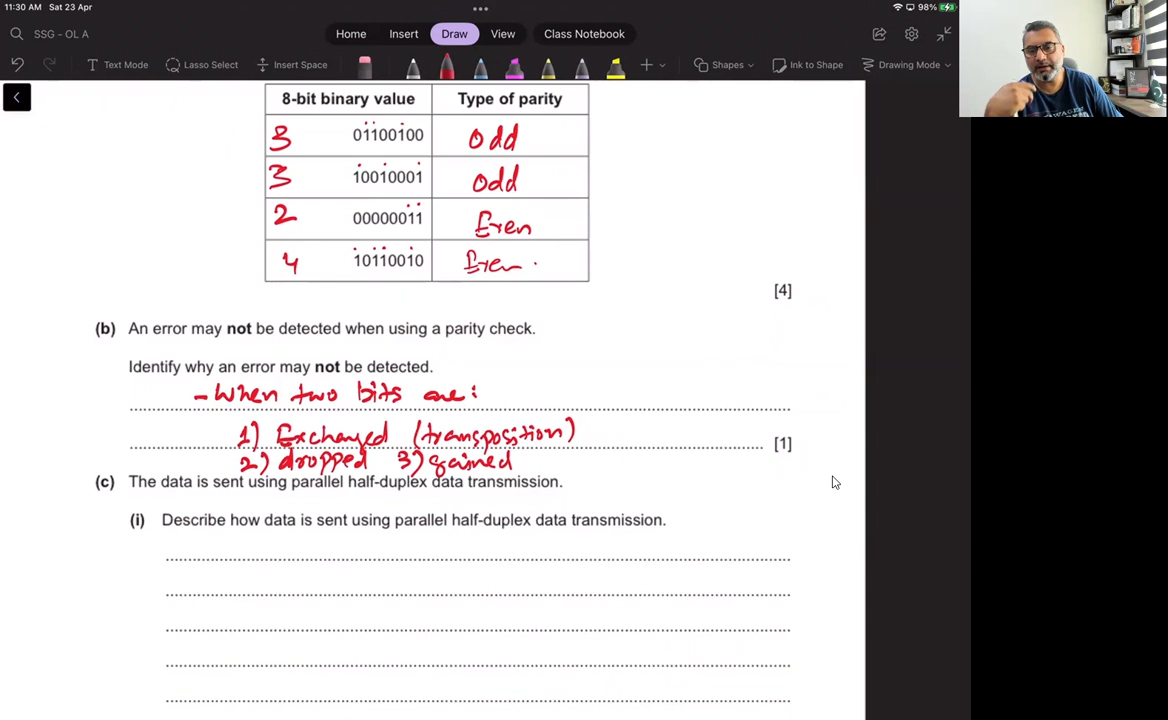 11:30 AM Sat 23 Apr
98%
SSG - OL A
Home Insert Draw View Class Notebook
Text Mode Lasso Select Insert Space Shapes Ink to Shape Drawing Mode
8-bit binary value Type of parity
3 01100100 Odd
3 10010001 Odd
2 00000011 Even
4 10110010 Even
[4]
(b) An error may not be detected when using a parity check.
Identify why an error may not be detected.
- When two bits are:
1) Exchanged (transposition)
[1]
2) dropped 3) gained
(c) The data is sent using parallel half-duplex data transmission.
(i) Describe how data is sent using parallel half-duplex data transmission.